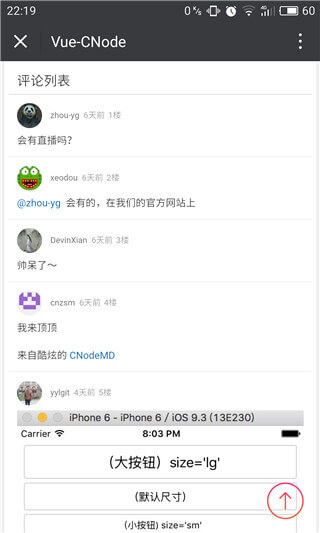 22:19
0 K/s
60
Vue-CNode
评论列表
zhou-yg 6天前 1楼
会有直播吗?
xeodou 6天前 2楼
@zhou-yg 会有的,在我们的官方网站上
DevinXian 6天前 3楼
帅呆了～
cnzsm 6天前 4楼
我来顶顶
来自酷炫的 CNodeMD
yylgit 4天前 5楼
iPhone 6 - iPhone 6 / iOS 9.3 (13E230)
Carrier 8:03 PM
(大按钮) size='lg'
(默认尺寸)
(小按钮) size='sm'